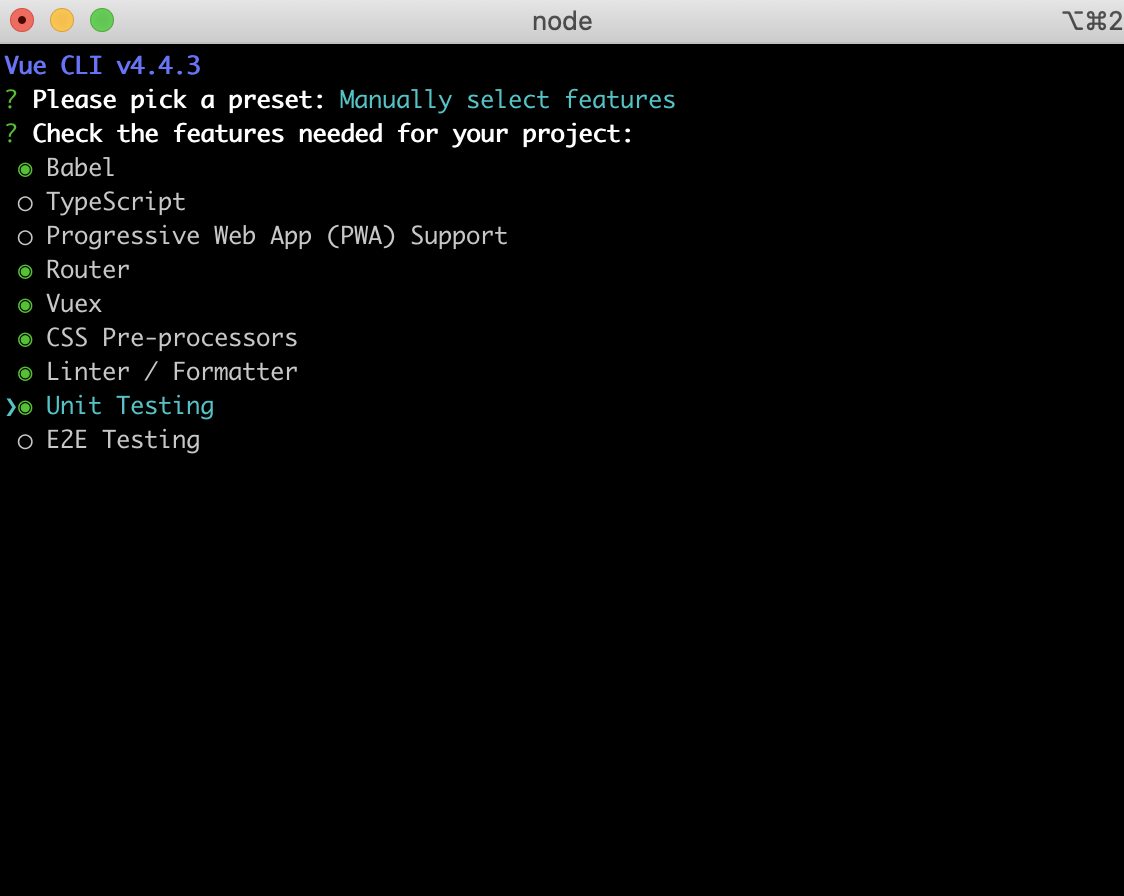 node
⌥⌘2
Vue CLI v4.4.3
? Please pick a preset: Manually select features
? Check the features needed for your project:
◉ Babel
◯ TypeScript
◯ Progressive Web App (PWA) Support
◉ Router
◉ Vuex
◉ CSS Pre-processors
◉ Linter / Formatter
❯◉ Unit Testing
◯ E2E Testing